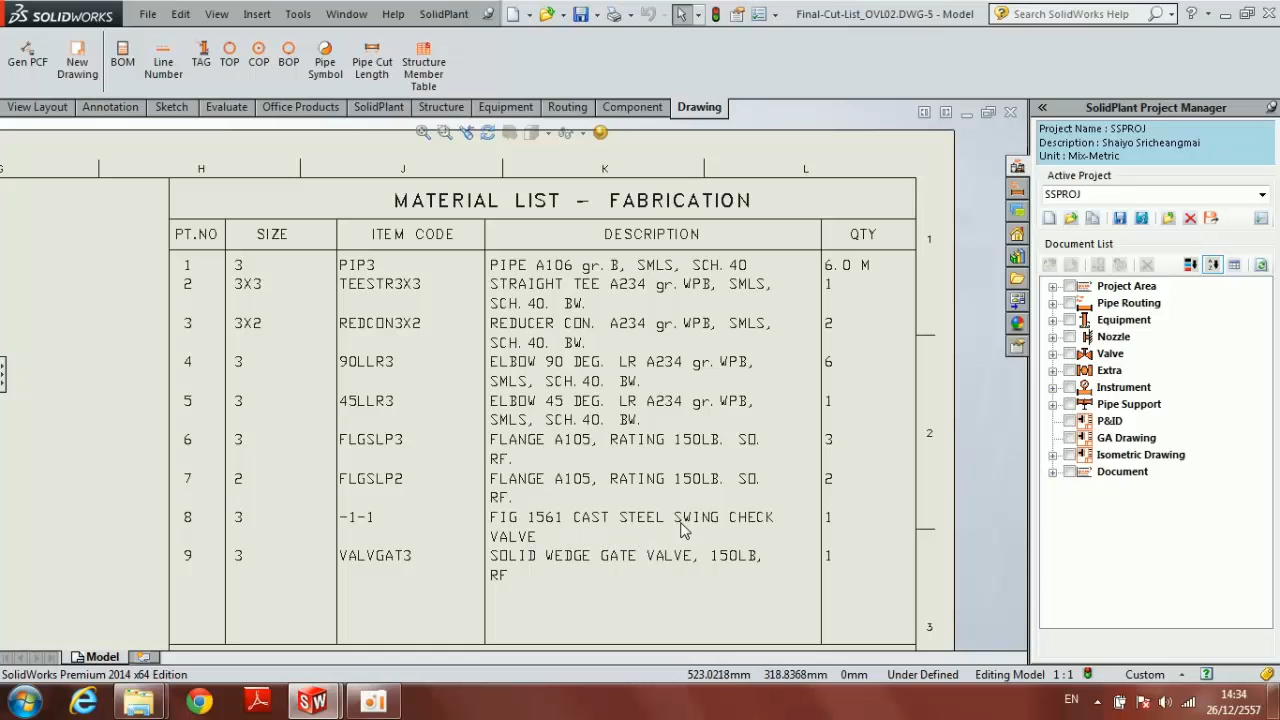 SOLIDWORKS File Edit View Insert Tools Window Help SolidPlant Final-Cut-List_OVL02.DWG-5 - Model Search SolidWorks Help
Gen PCF New Drawing BOM Line Number TAG TOP COP BOP Pipe Symbol Pipe Cut Length Structure Member Table
View Layout Annotation Sketch Evaluate Office Products SolidPlant Structure Equipment Routing Component Drawing
H J K L
MATERIAL LIST - FABRICATION
PT.NO SIZE ITEM CODE DESCRIPTION QTY
1 3 PIP3 PIPE A106 gr. B, SMLS, SCH. 40 6.0 M
2 3X3 TEESTR3X3 STRAIGHT TEE A234 gr. WPB, SMLS, 1
SCH. 40. BW.
3 3X2 REDCON3X2 REDUCER CON. A234 gr. WPB, SMLS, 2
SCH. 40. BW.
4 3 90LLR3 ELBOW 90 DEG. LR A234 gr. WPB, 6
SMLS, SCH. 40. BW.
5 3 45LLR3 ELBOW 45 DEG. LR A234 gr. WPB, 1
SMLS, SCH. 40. BW.
6 3 FLGSLP3 FLANGE A105, RATING 150LB. SO. 3
RF.
7 2 FLGSLP2 FLANGE A105, RATING 150LB. SO. 2
RF.
8 3 -1-1 FIG 1561 CAST STEEL SWING CHECK 1
VALVE
9 3 VALVGAT3 SOLID WEDGE GATE VALVE, 150LB, 1
RF
1
2
3
SolidPlant Project Manager
Project Name : SSPROJ
Description : Shaiyo Sricheangmai
Unit : Mix-Metric
Active Project
SSPROJ
Document List
Project Area
Pipe Routing
Equipment
Nozzle
Valve
Extra
Instrument
Pipe Support
P&ID
GA Drawing
Isometric Drawing
Document
Model
SolidWorks Premium 2014 x64 Edition 523.0218mm 318.8368mm 0mm Under Defined Editing Model 1 : 1 Custom
EN 14:34
26/12/2557